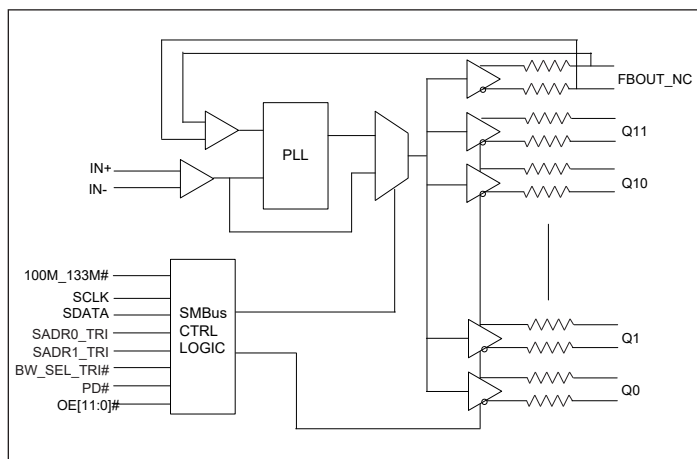 FBOUT_NC
Q11
PLL
IN+
IN-
Q10
100M_133M#
SCLK
SDATA
SADR0_TRI
SADR1_TRI
BW_SEL_TRI#
PD#
OE[11:0]#
SMBus
CTRL
LOGIC
Q1
Q0